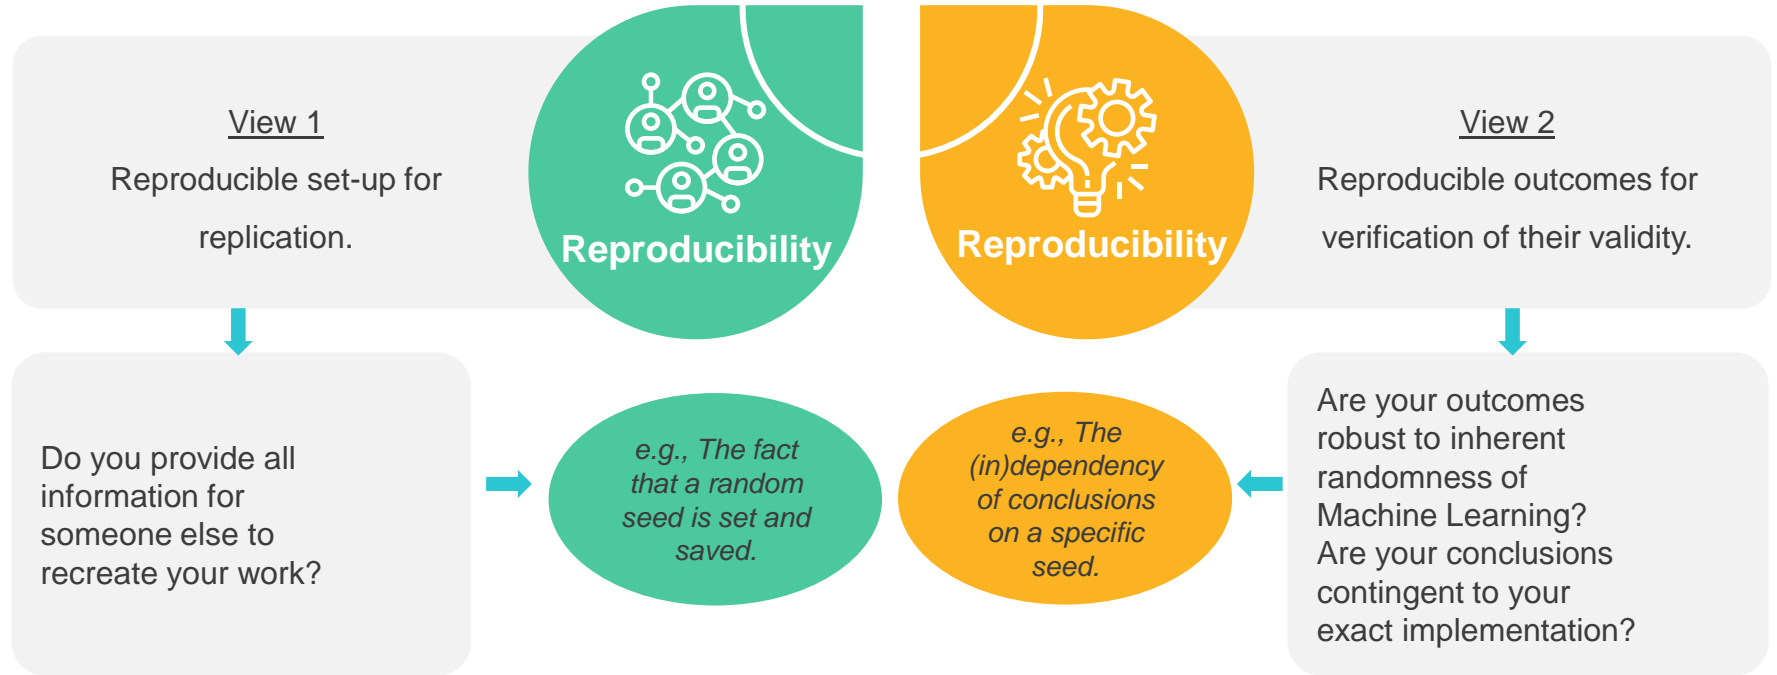 View 1
Reproducible set-up for
replication.
Reproducibility
Reproducibility
View 2
Reproducible outcomes for
verification of their validity.
Do you provide all
information for
someone else to
recreate your work?
e.g., The fact
that a random
seed is set and
saved.
e.g., The
(in)dependency
of conclusions
on a specific
seed.
Are your outcomes
robust to inherent
randomness of
Machine Learning?
Are your conclusions
contingent to your
exact implementation?